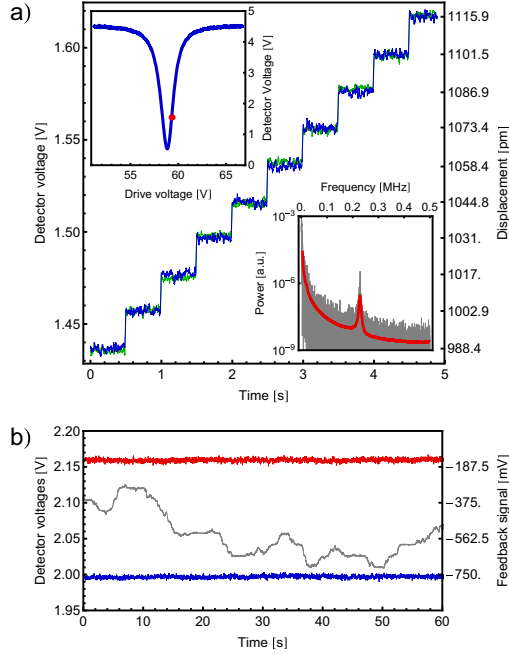 a)
1.60
1.55
1.50
1.45
Detector voltage [V]
0 1 2 3 4 5
Time [s]
1115.9
1101.
1086.9
1073.4
1058.4
1044.8
1031.
1017.
1002.9
988.4
Displacement [pm]
5
4
3
2
1
0
Detector Voltage [V]
55 60 65
Drive voltage [V]
Frequency [MHz]
0. 0.1 0.2 0.3 0.4 0.5
10⁻³
10⁻⁶
10⁻⁹
Power [a.u.]
b)
2.20
2.15
2.10
2.05
2.00
1.95
Detector voltages [V]
−187.5
−375.
−562.5
−750.
Feedback signal [mV]
0 10 20 30 40 50 60
Time [s]